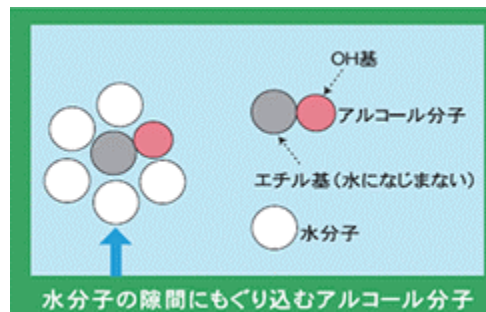 OH基
アルコール分子
エチル基(水になじまない)
水分子
水分子の隙間にもぐり込むアルコール分子